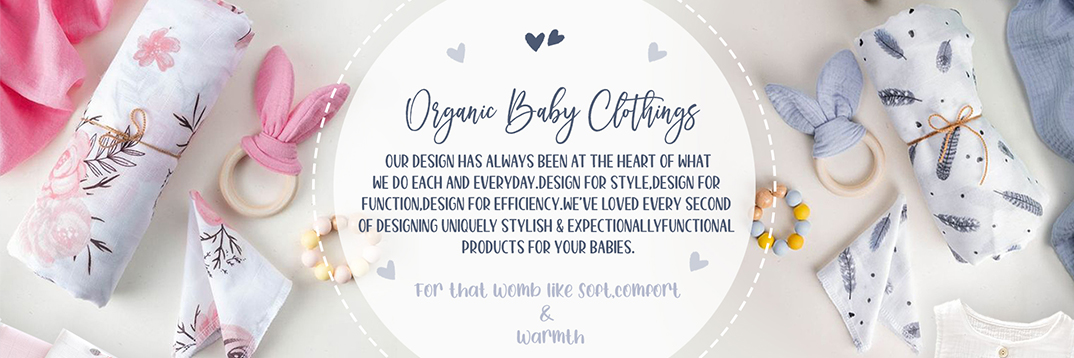 Organic Baby Clothings
OUR DESIGN HAS ALWAYS BEEN AT THE HEART OF WHAT
WE DO EACH AND EVERYDAY.DESIGN FOR STYLE,DESIGN FOR
FUNCTION,DESIGN FOR EFFICIENCY.WE'VE LOVED EVERY SECOND
OF DESIGNING UNIQUELY STYLISH & EXPECTIONALLYFUNCTIONAL
PRODUCTS FOR YOUR BABIES.
For that womb like soft,comfort
&
warmth